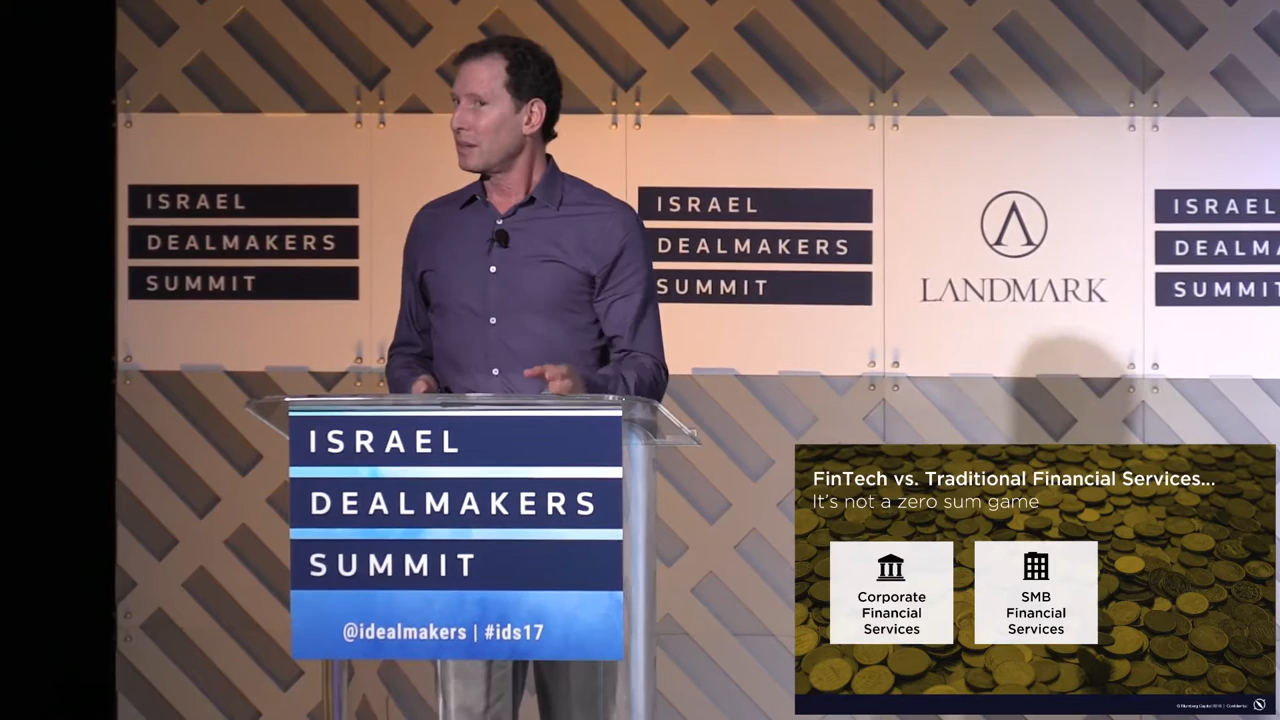 ISRAEL
DEALMAKERS
SUMMIT
ISRAEL
DEALMAKERS
SUMMIT
LANDMARK
ISRAEL
DEALM
SUMMIT
ISRAEL
DEALMAKERS
SUMMIT
@idealmakers | #ids17
FinTech vs. Traditional Financial Services...
It's not a zero sum game
Corporate
Financial
Services
SMB
Financial
Services